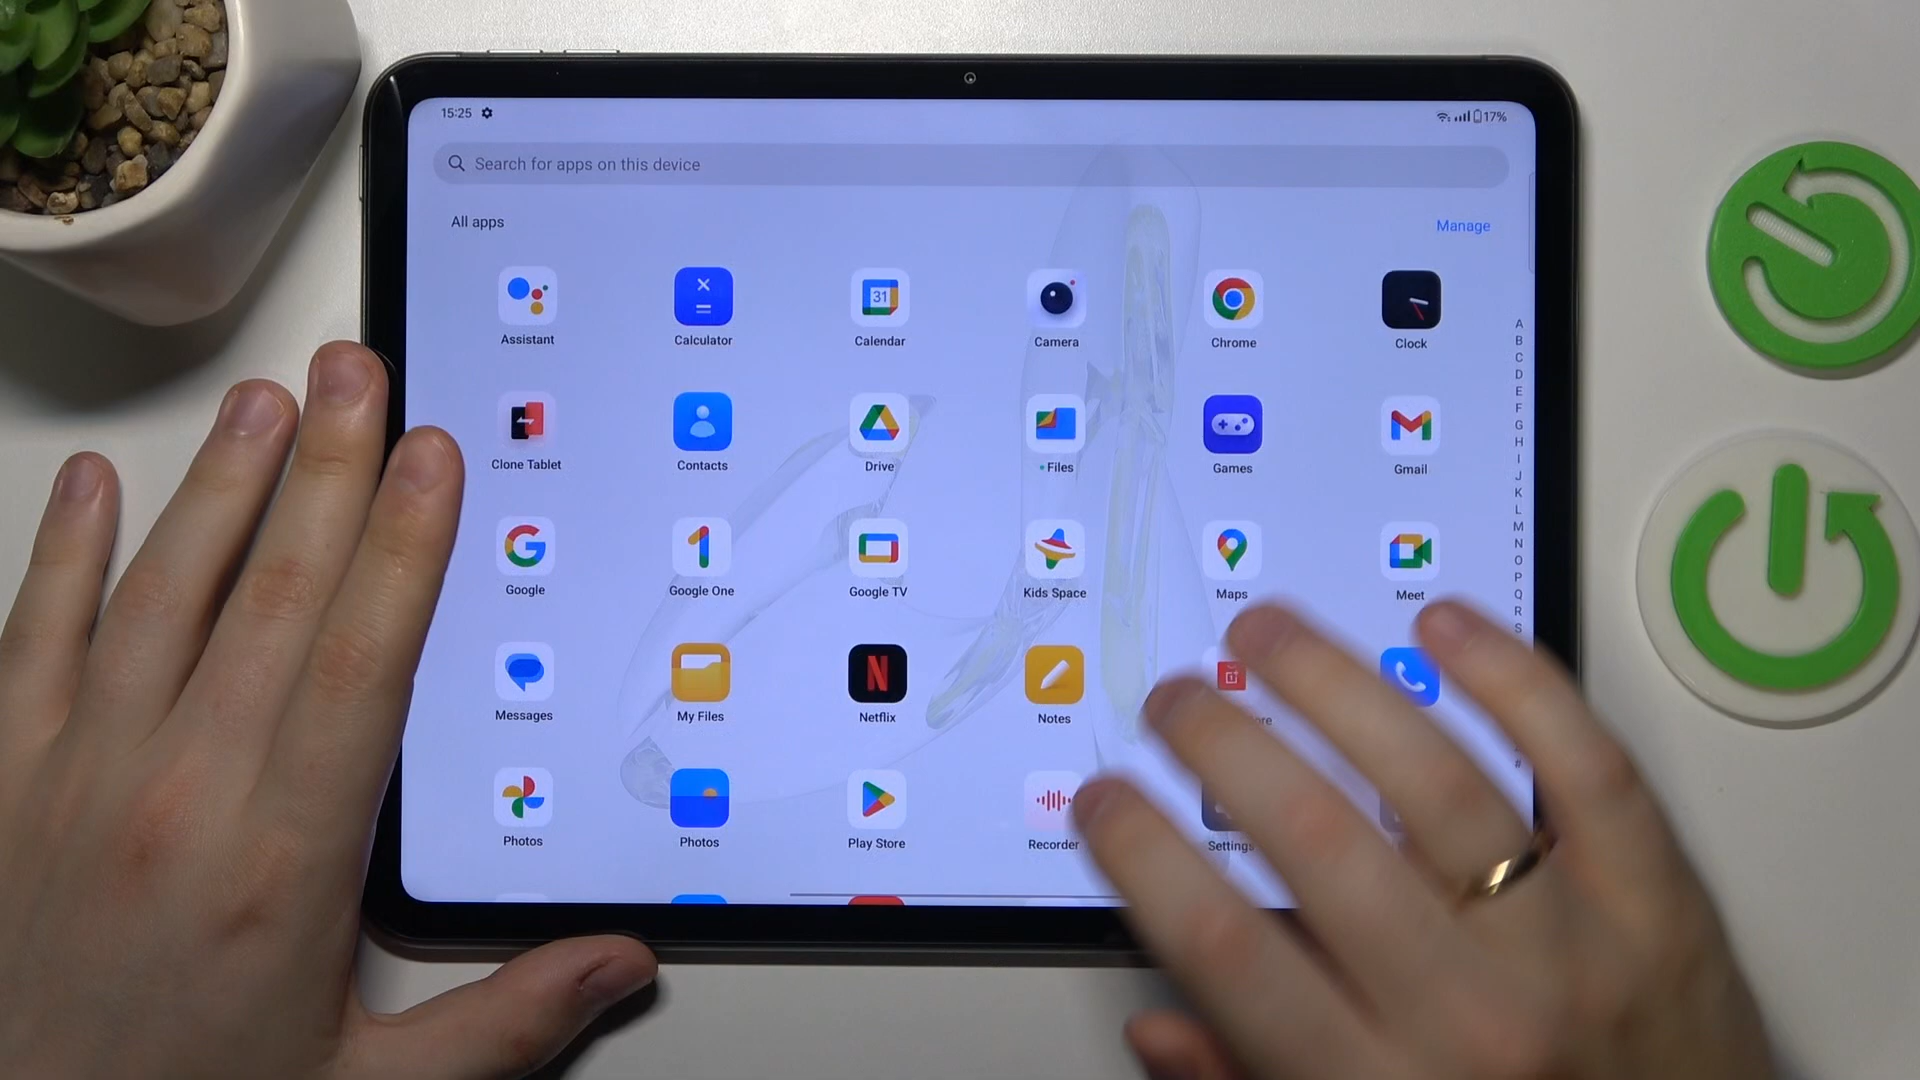 15:25 17%
Search for apps on this device
All apps Manage
31
Assistant Calculator Calendar Camera Chrome Clock
Clone Tablet Contacts Drive Files Games Gmail
Google Google One Google TV Kids Space Maps Meet
Messages My Files Netflix Notes
Photos Photos Play Store Recorder Settings
A
B
C
D
E
F
G
H
I
J
K
L
M
N
O
P
Q
R
S
#